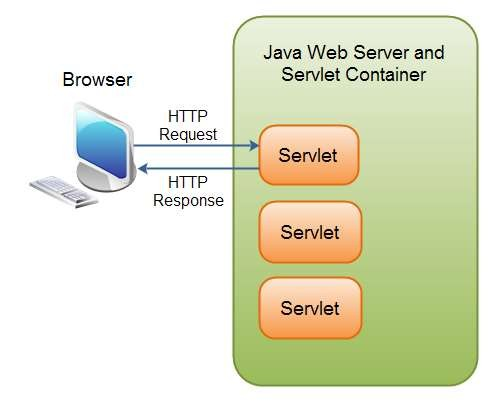 Java Web Server and
Servlet Container
Browser
HTTP
Request
Servlet
HTTP
Response
Servlet
Servlet